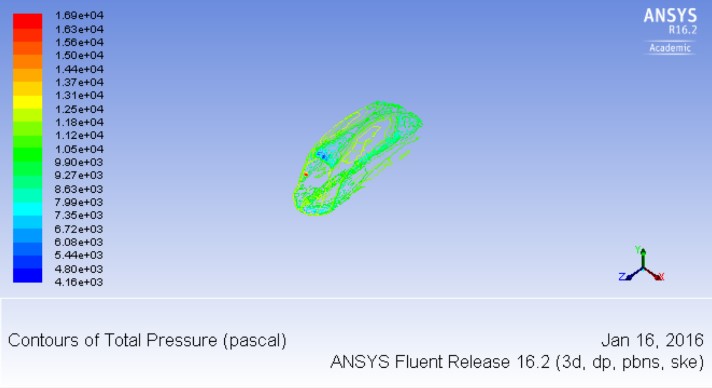 1.69e+04
1.63e+04
1.56e+04
1.50e+04
1.44e+04
1.37e+04
1.31e+04
1.25e+04
1.18e+04
1.12e+04
1.05e+04
9.90e+03
9.27e+03
8.63e+03
7.99e+03
7.35e+03
6.72e+03
6.08e+03
5.44e+03
4.80e+03
4.16e+03
ANSYS
R16.2
Academic
Y
Z X
Contours of Total Pressure (pascal)
Jan 16, 2016
ANSYS Fluent Release 16.2 (3d, dp, pbns, ske)